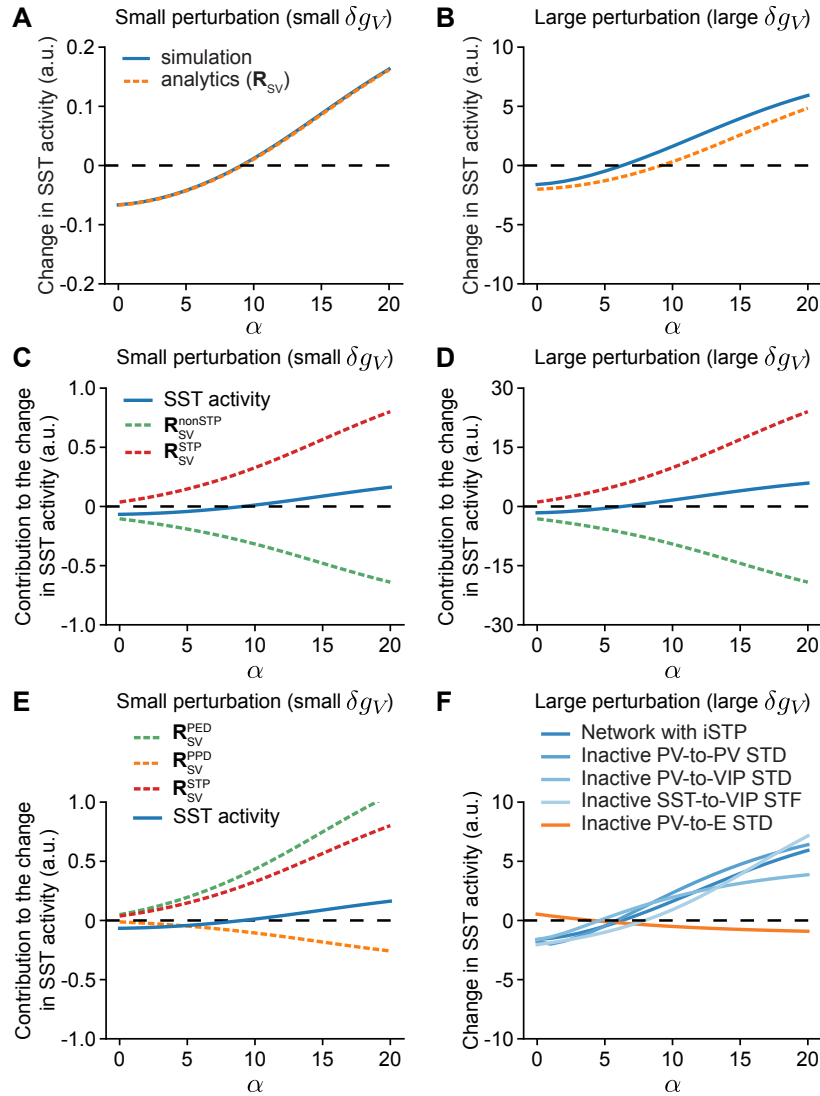 A
Small perturbation (small δg_V)
simulation
analytics (R_SV)
Change in SST activity (a.u.)
0.2
0.1
0
-0.1
0.2
0
5
10
15
20
α
B
Large perturbation (large δg_V)
Change in SST activity (a.u.)
10
5
0
-5
-10
0
5
10
15
20
α
C
Small perturbation (small δg_V)
SST activity
R_SV^nonSTP
R_SV^STP
Contribution to the change
in SST activity (a.u.)
1.0
0.5
0
-0.5
-1.0
0
5
10
15
20
α
D
Large perturbation (large δg_V)
Contribution to the change
in SST activity (a.u.)
30
15
0
-15
-30
0
5
10
15
20
α
E
Small perturbation (small δg_V)
R_SV^PED
R_SV^PPD
R_SV^STP
SST activity
Contribution to the change
in SST activity (a.u.)
1.0
0.5
0
-0.5
-1.0
0
5
10
15
20
α
F
Large perturbation (large δg_V)
Network with iSTP
Inactive PV-to-PV STD
Inactive PV-to-VIP STD
Inactive SST-to-VIP STF
Inactive PV-to-E STD
Change in SST activity (a.u.)
10
5
0
-5
-10
0
5
10
15
20
α